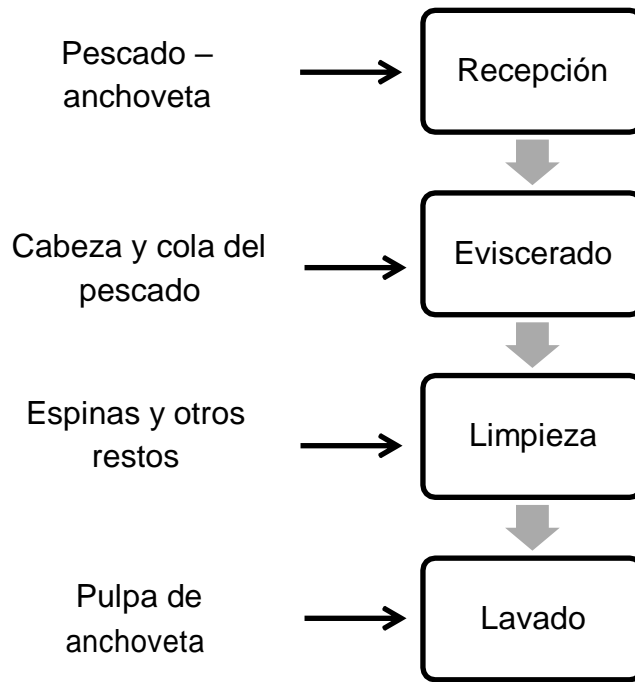 Pescado –
anchoveta
Recepción
Cabeza y cola del
pescado
Eviscerado
Espinas y otros
restos
Limpieza
Pulpa de
anchoveta
Lavado